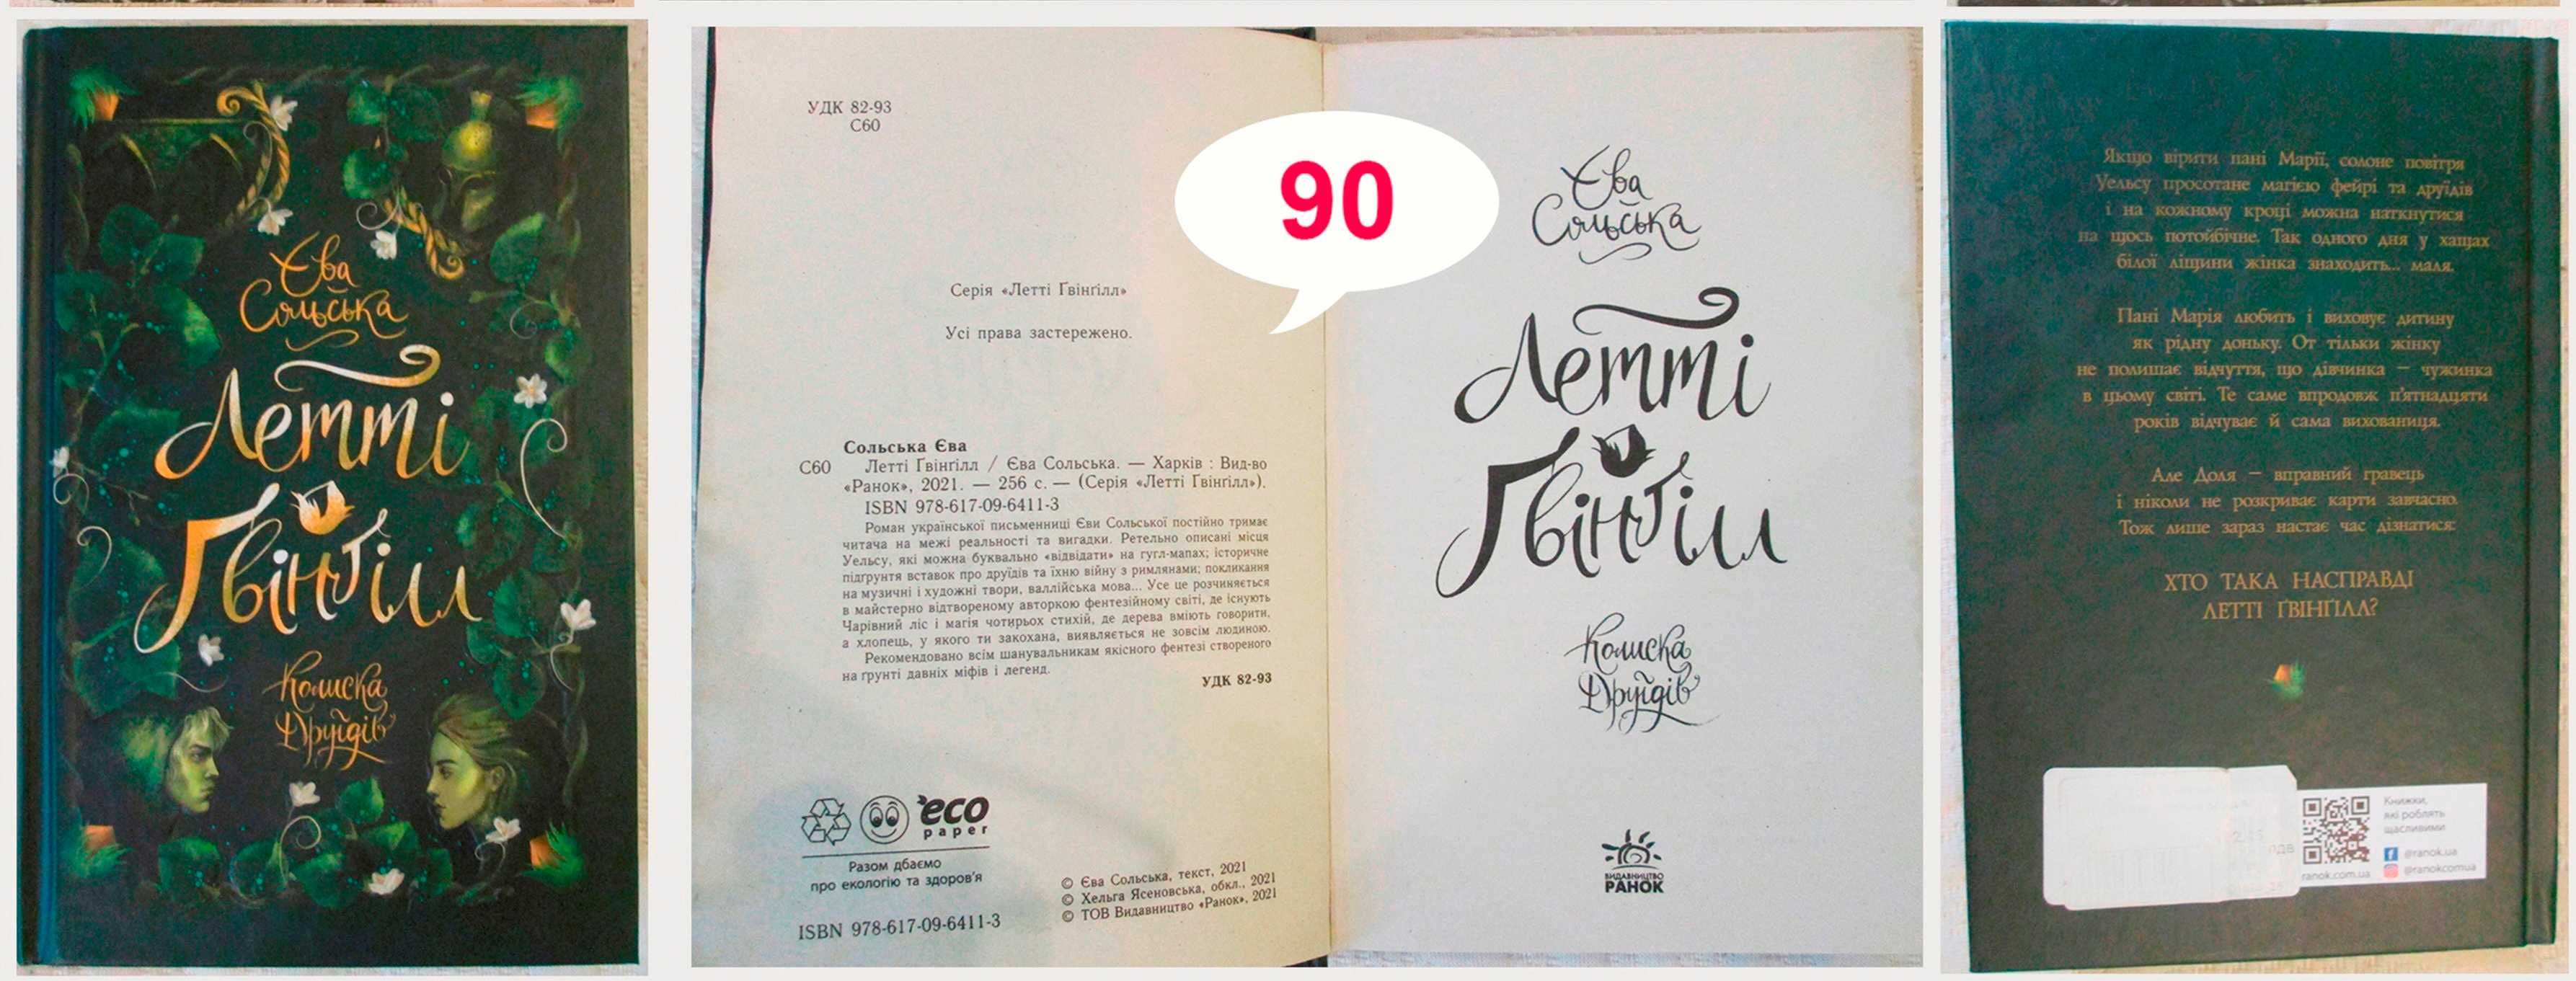 Єва
Сольська
Летті
Ґвінґілл
Колиска
Друїдів
УДК 82-93
С60
Серія «Летті Ґвінґілл»
Усі права застережено.
Сольська Єва
С60 Летті Ґвінґілл / Єва Сольська. — Харків : Вид-во
«Ранок», 2021. — 256 с. — (Серія «Летті Ґвінґілл»).
ISBN 978-617-09-6411-3
Роман української письменниці Єви Сольської постійно тримає
читача на межі реальності та вигадки. Ретельно описані місця
Уельсу, які можна буквально «відвідати» на гугл-мапах; історичне
підґрунтя вставок про друїдів та їхню війну з римлянами; покликання
на музичні і художні твори, валлійська мова... Усе це розчиняється
в майстерно відтвореному авторкою фентезійному світі, де існують
Чарівний ліс і магія чотирьох стихій, де дерева вміють говорити,
а хлопець, у якого ти закохана, виявляється не зовсім людиною.
Рекомендовано всім шанувальникам якісного фентезі створеного
на ґрунті давніх міфів і легенд.
УДК 82-93
eco
paper
Разом дбаємо
про екологію та здоров'я
ISBN 978-617-09-6411-3
© Єва Сольська, текст, 2021
© Хельга Ясеновська, обкл., 2021
© ТОВ Видавництво «Ранок», 2021
90
Єва
Сольська
Летті
Ґвінґілл
Колиска
Друїдів
ВИДАВНИЦТВО
РАНОК
Якщо вірити пані Марії, солоне повітря
Уельсу просотане магією фейрі та друїдів
і на кожному кроці можна наткнутися
на щось потойбічне. Так одного дня у хащах
білої ліщини жінка знаходить... маля.
Пані Марія любить і виховує дитину
як рідну доньку. От тільки жінку
не полишає відчуття, що дівчинка — чужинка
в цьому світі. Те саме впродовж п'ятнадцяти
років відчуває й сама вихованиця.
Але Доля — вправний гравець
і ніколи не розкриває карти завчасно.
Тож лише зараз настає час дізнатися:
ХТО ТАКА НАСПРАВДІ
ЛЕТТІ ҐВІНҐІЛЛ?
Книжки,
які роблять
щасливими
@ranok.ua
@ranokcomua
ranok.com.ua